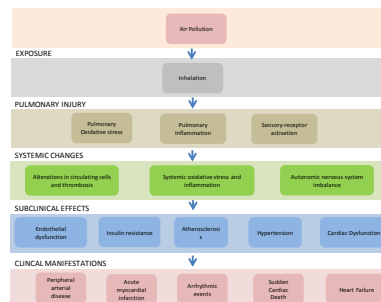 Air Pollution
EXPOSURE
Inhalation
PULMONARY INJURY
Pulmonary
Oxidative stress
Pulmonary
Inflammation
Sensory-receptor
activation
SYSTEMIC CHANGES
Alterations in circulating cells
and thrombosis
Systemic oxidative stress and
inflammation
Autonomic nervous system
imbalance
SUBCLINICAL EFFECTS
Endothelial
dysfunction
Insulin resistance
Atherosclerosi
s
Hypertension
Cardiac Dysfunction
CLINCAL MANIFESTATIONS
Peripheral
arterial
disease
Acute
myocardial
infarction
Arrhythmic
events
Sudden
Cardiac
Death
Heart Failure